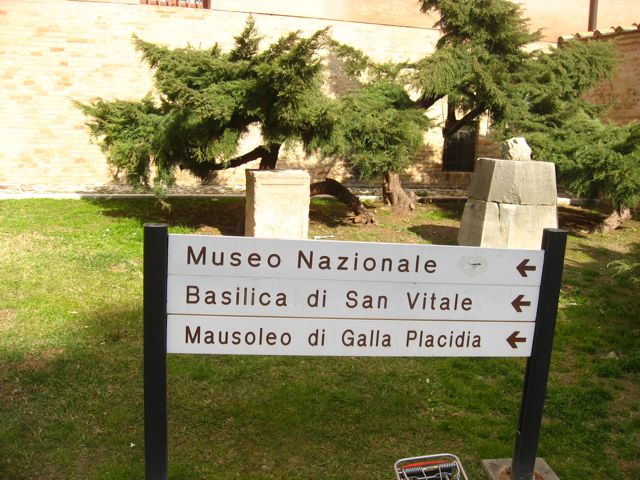 Museo Nazionale ←
Basilica di San Vitale ←
Mausoleo di Galla Placidia ←